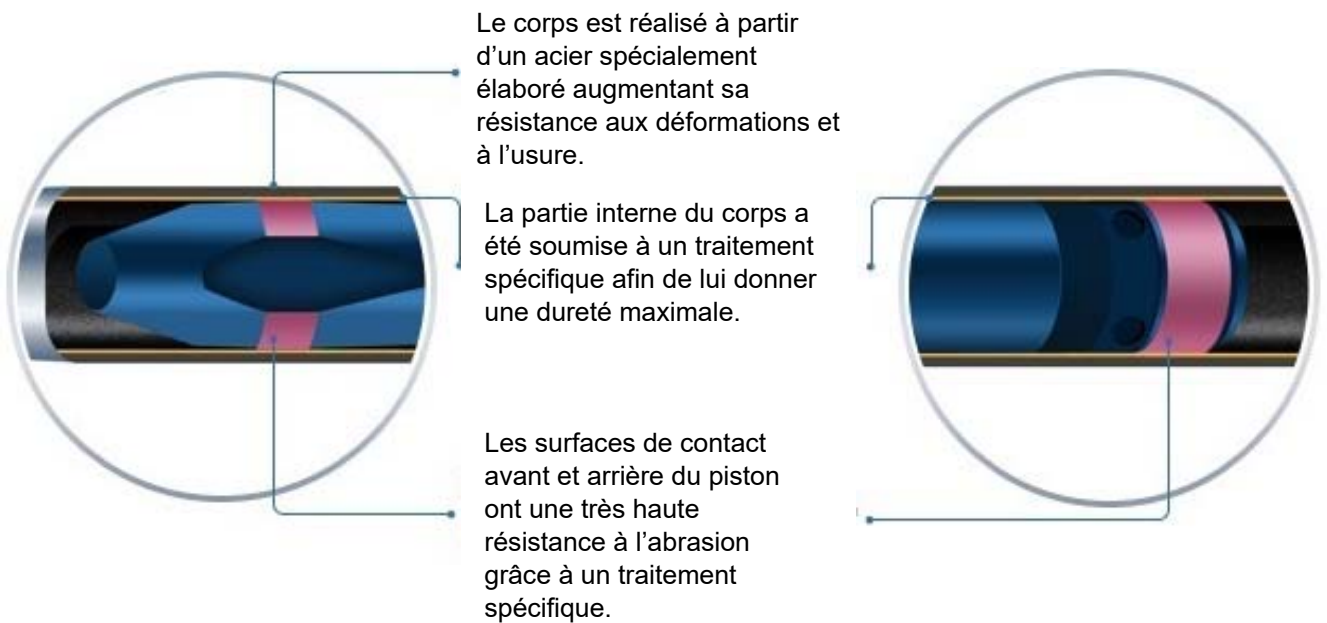 Le corps est réalisé à partir
d’un acier spécialement
élaboré augmentant sa
résistance aux déformations et
à l’usure.
La partie interne du corps a
été soumise à un traitement
spécifique afin de lui donner
une dureté maximale.
Les surfaces de contact
avant et arrière du piston
ont une très haute
résistance à l’abrasion
grâce à un traitement
spécifique.